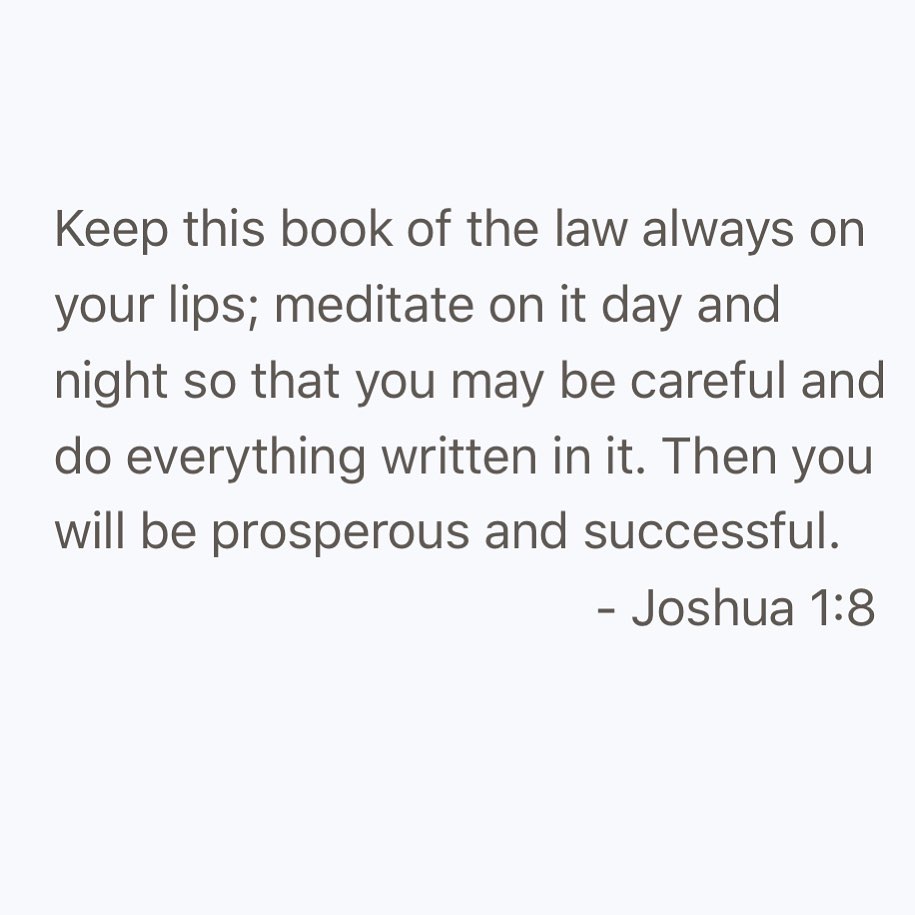 Keep this book of the law always on
your lips; meditate on it day and
night so that you may be careful and
do everything written in it. Then you
will be prosperous and successful.
- Joshua 1:8